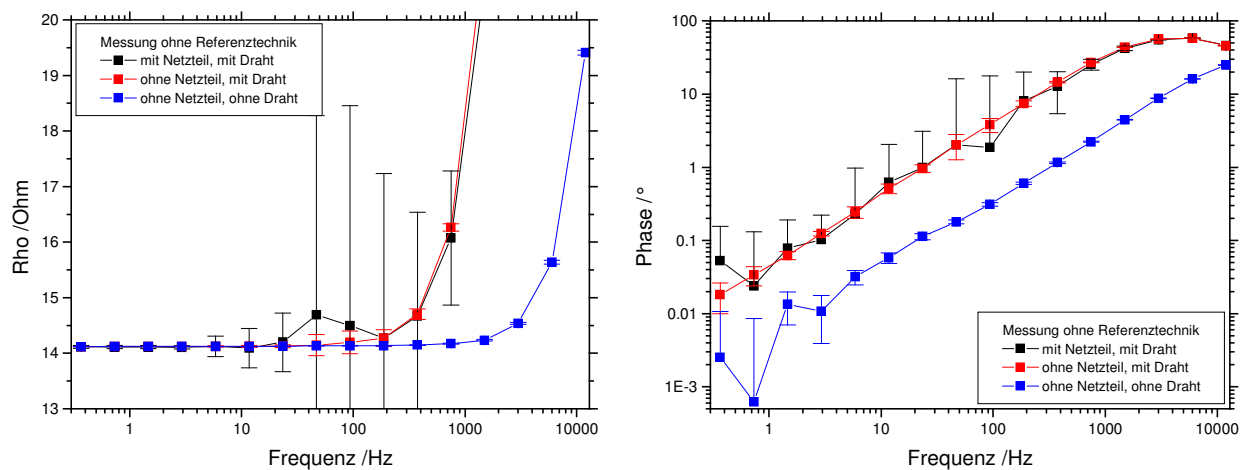 20
19
18
17
16
15
14
13
Rho /Ohm
Messung ohne Referenztechnik
mit Netzteil, mit Draht
ohne Netzteil, mit Draht
ohne Netzteil, ohne Draht
1
10
100
1000
10000
Frequenz /Hz
100
10
1
0.1
0.01
1E-3
Phase /°
Messung ohne Referenztechnik
mit Netzteil, mit Draht
ohne Netzteil, mit Draht
ohne Netzteil, ohne Draht
1
10
100
1000
10000
Frequenz /Hz